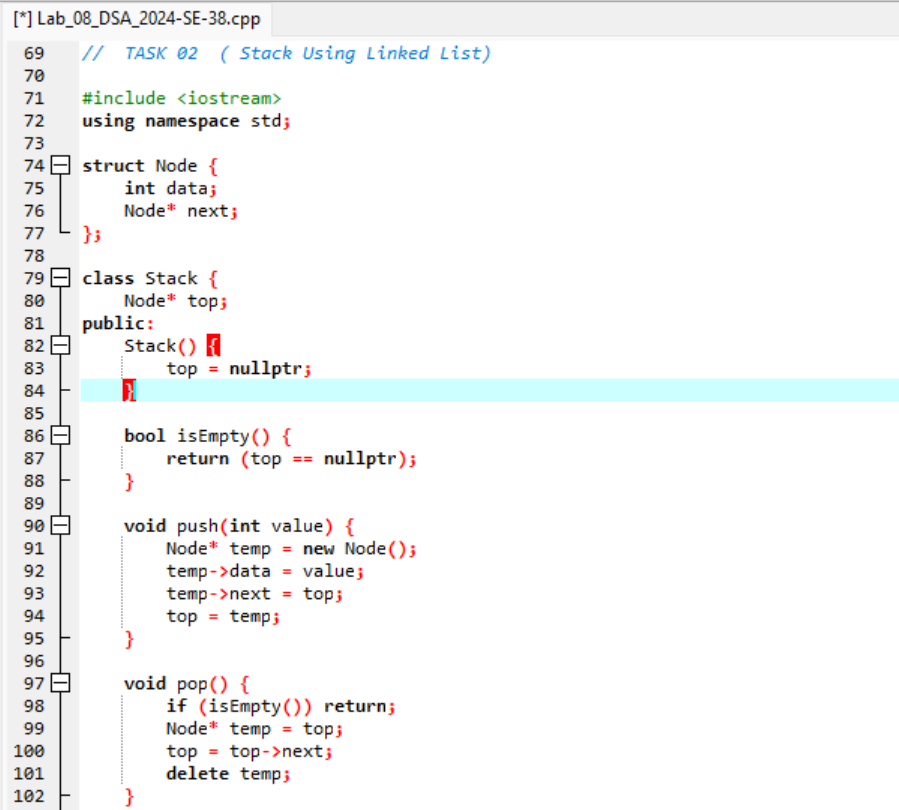 [*] Lab_08_DSA_2024-SE-38.cpp
69 // TASK 02 ( Stack Using Linked List)
70
71 #include <iostream>
72 using namespace std;
73
74 struct Node {
75     int data;
76     Node* next;
77 };
78
79 class Stack {
80     Node* top;
81 public:
82     Stack() {
83         top = nullptr;
84     }
85
86     bool isEmpty() {
87         return (top == nullptr);
88     }
89
90     void push(int value) {
91         Node* temp = new Node();
92         temp->data = value;
93         temp->next = top;
94         top = temp;
95     }
96
97     void pop() {
98         if (isEmpty()) return;
99         Node* temp = top;
100         top = top->next;
101         delete temp;
102     }